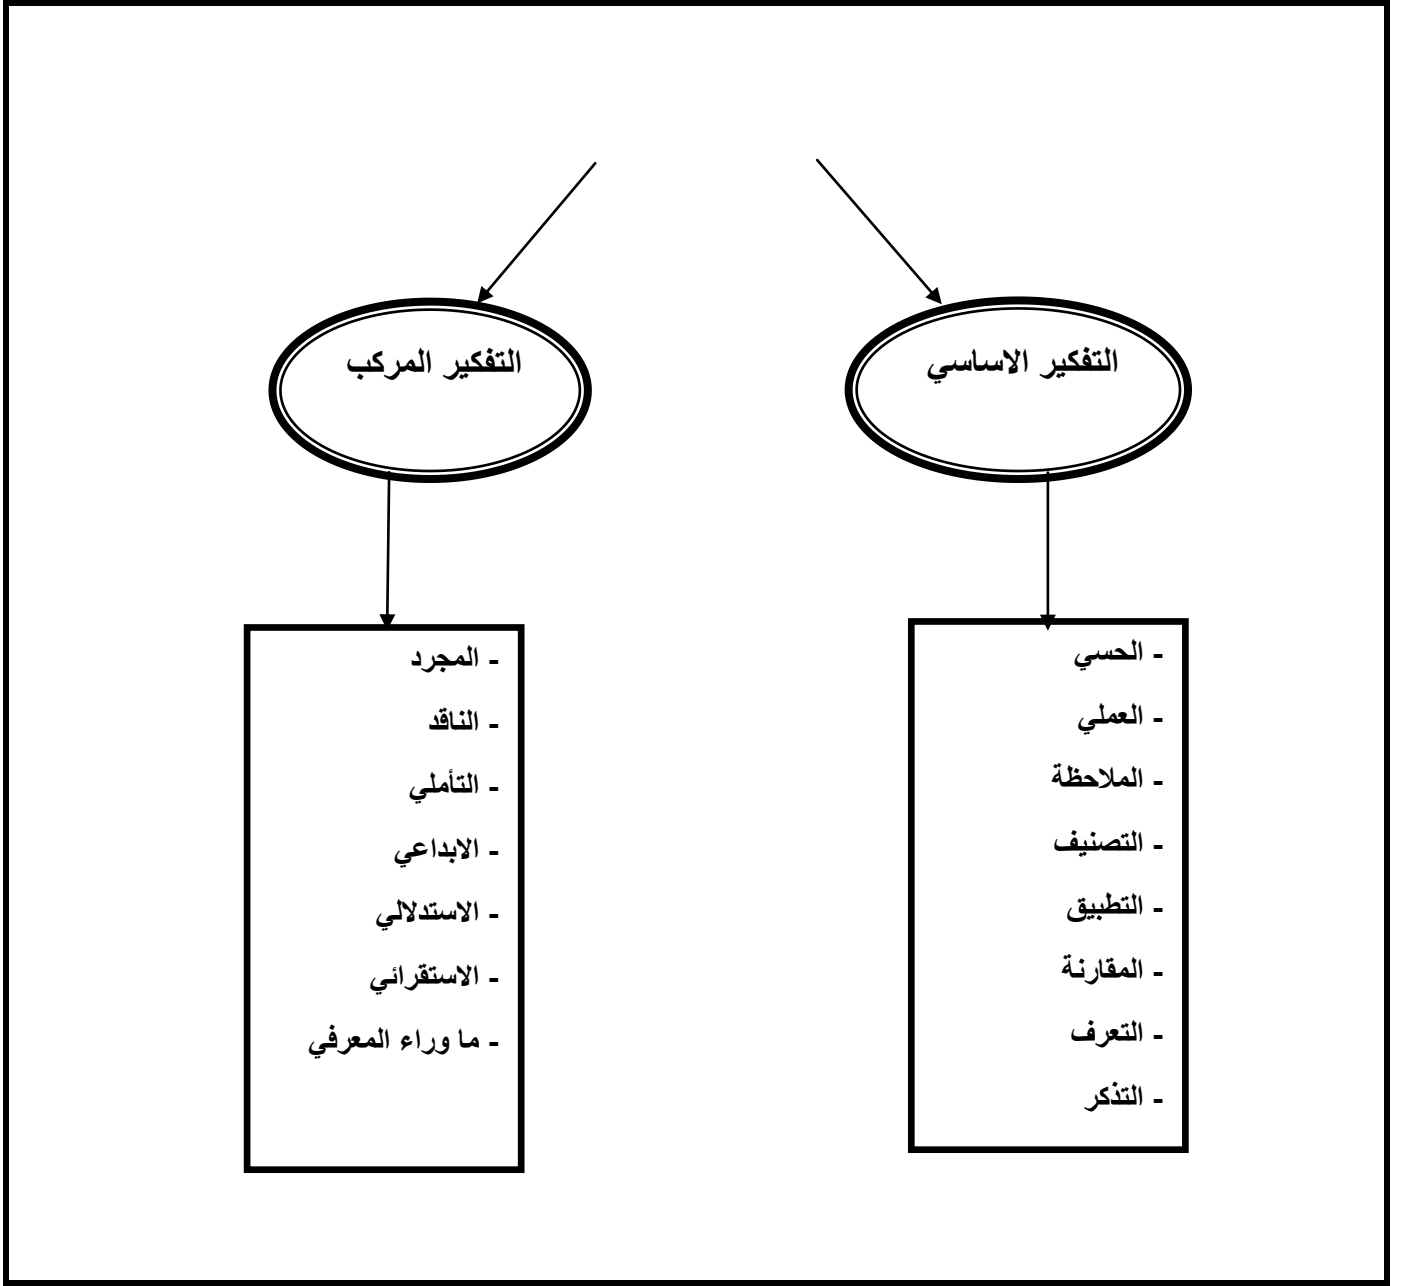 التفكير الاساسي
التفكير المركب
- الحسي
- العملي
- الملاحظة
- التصنيف
- التطبيق
- المقارنة
- التعرف
- التذكر
- المجرد
- الناقد
- التأملي
- الابداعي
- الاستدلالي
- الاستقرائي
- ما وراء المعرفي